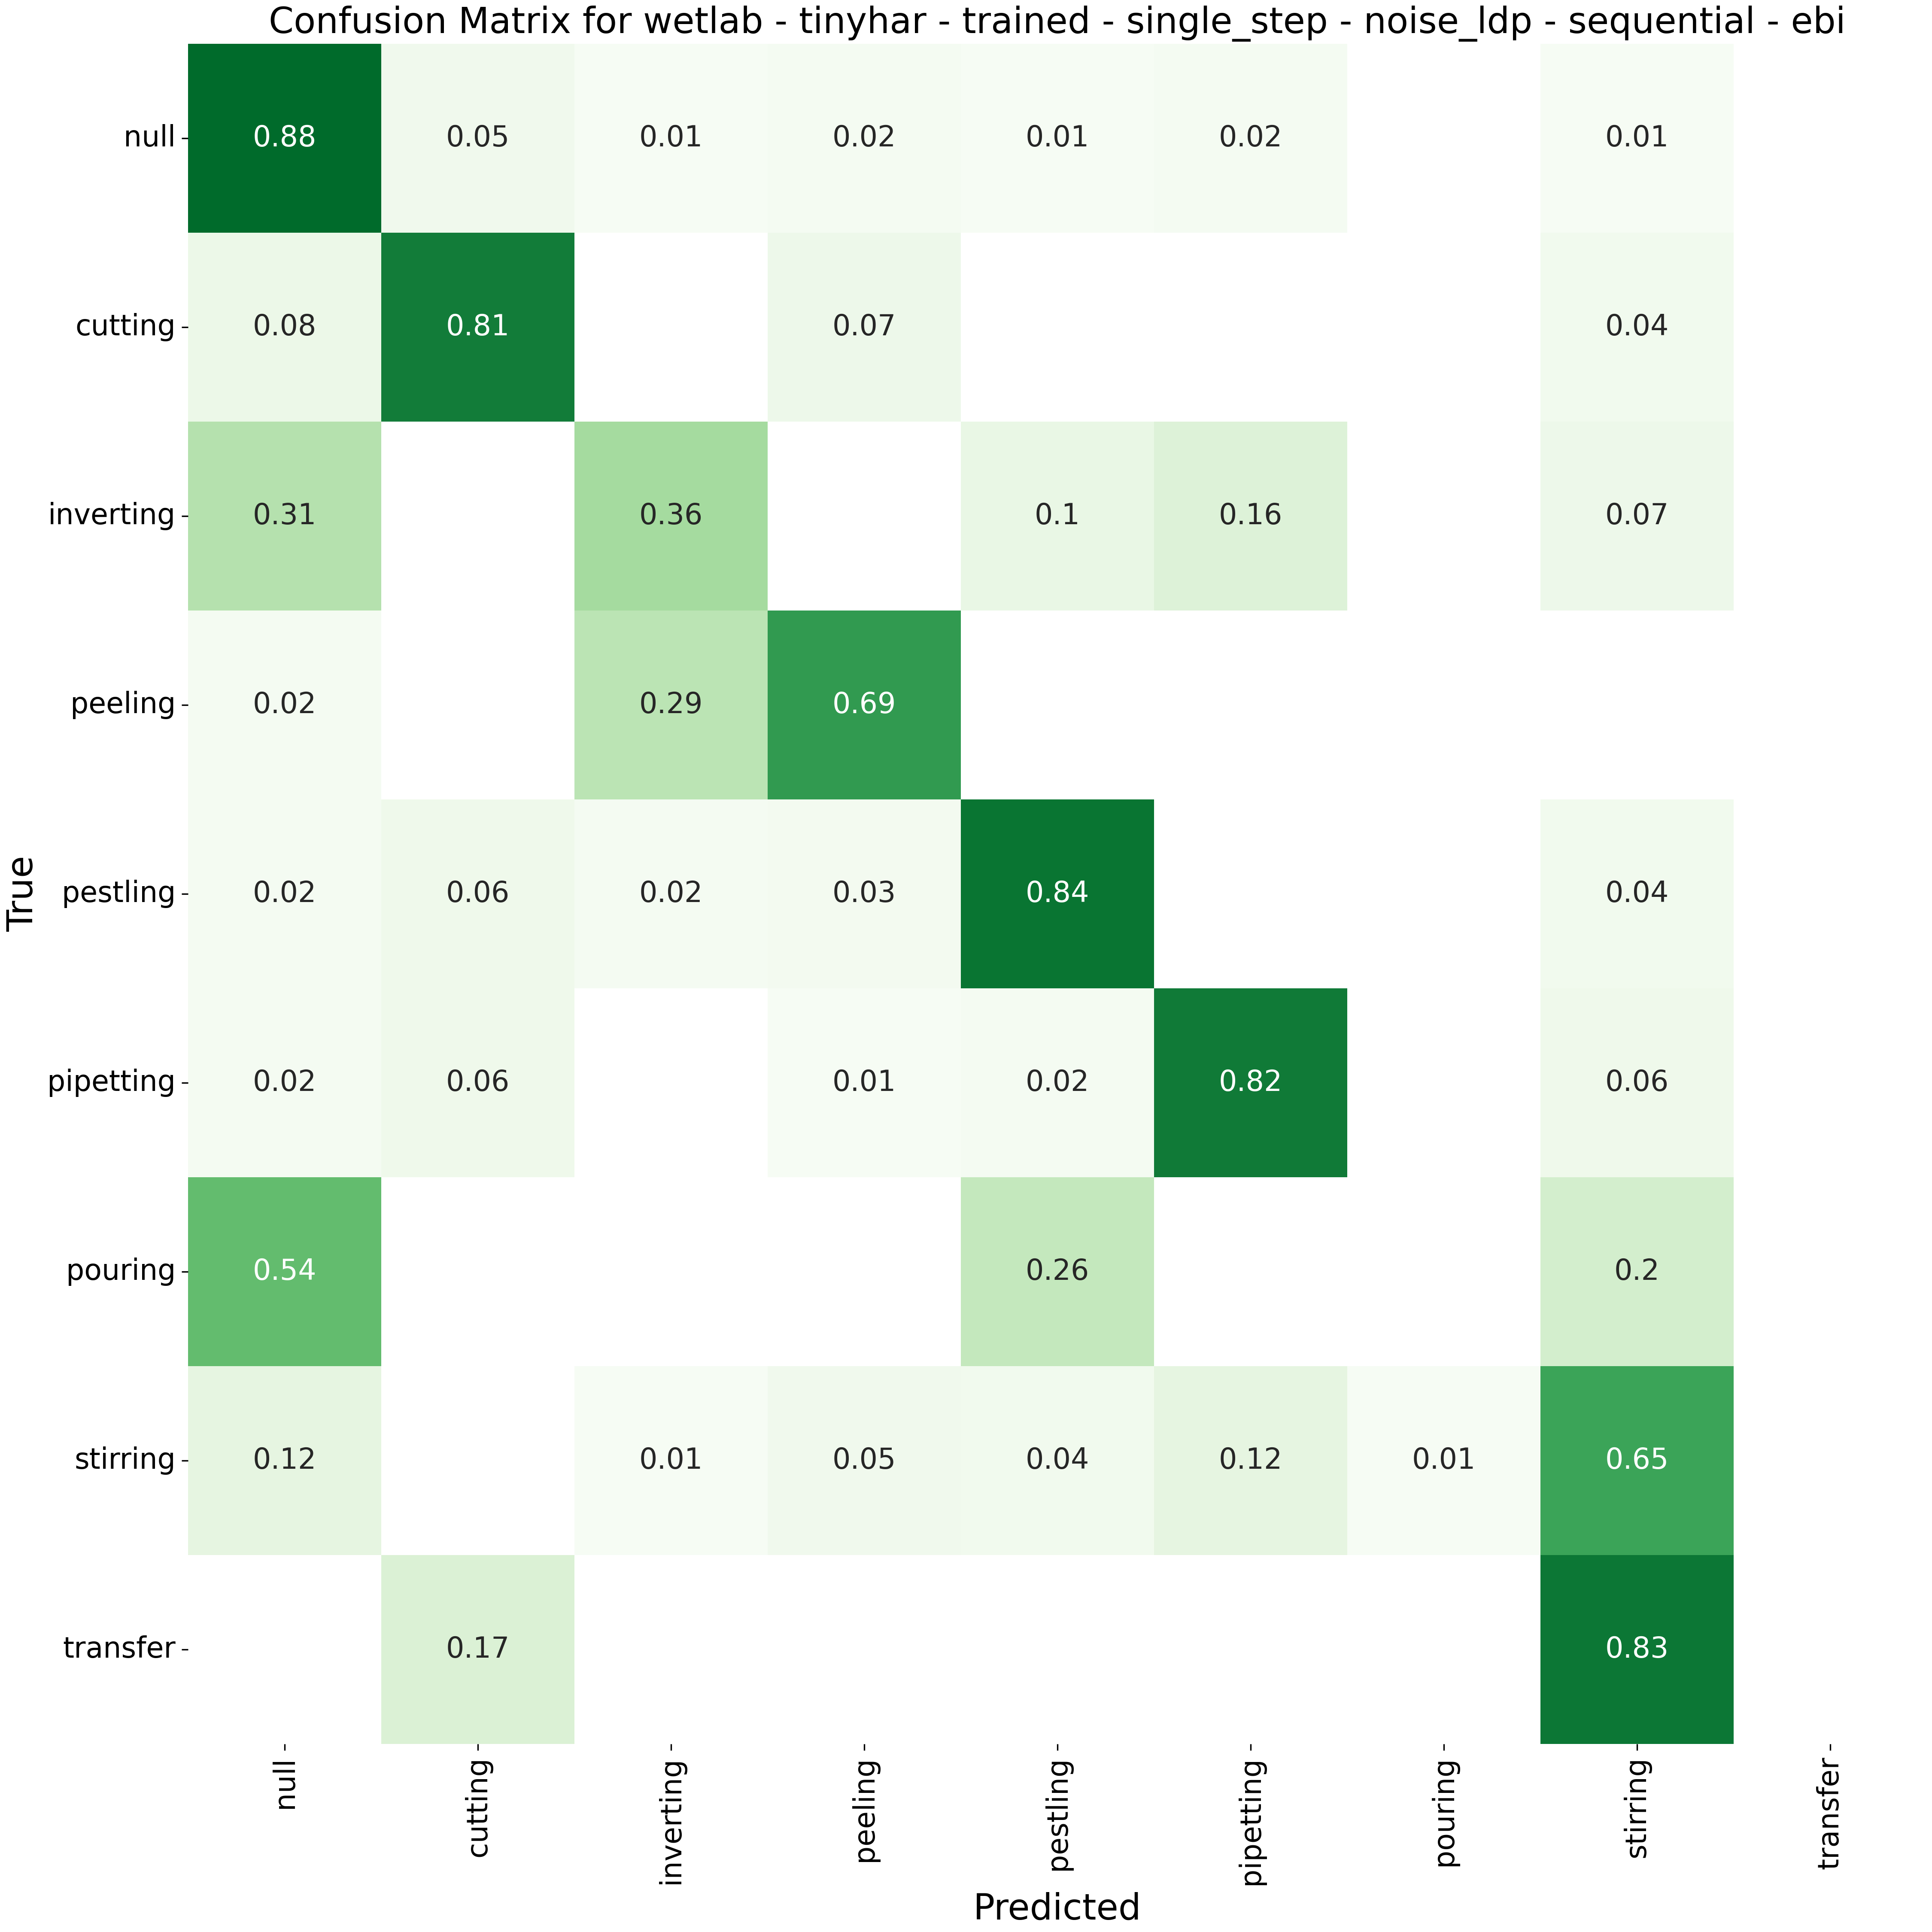 Confusion Matrix for wetlab - tinyhar - trained - single_step - noise_ldp - sequential - ebi
null 0.88 0.05 0.01 0.02 0.01 0.02 0.01
cutting 0.08 0.81 0.07 0.04
inverting 0.31 0.36 0.1 0.16 0.07
peeling 0.02 0.29 0.69
pestling 0.02 0.06 0.02 0.03 0.84 0.04
pipetting 0.02 0.06 0.01 0.02 0.82 0.06
pouring 0.54 0.26 0.2
stirring 0.12 0.01 0.05 0.04 0.12 0.01 0.65
transfer 0.17 0.83
True
null cutting inverting peeling pestling pipetting pouring stirring transfer
Predicted